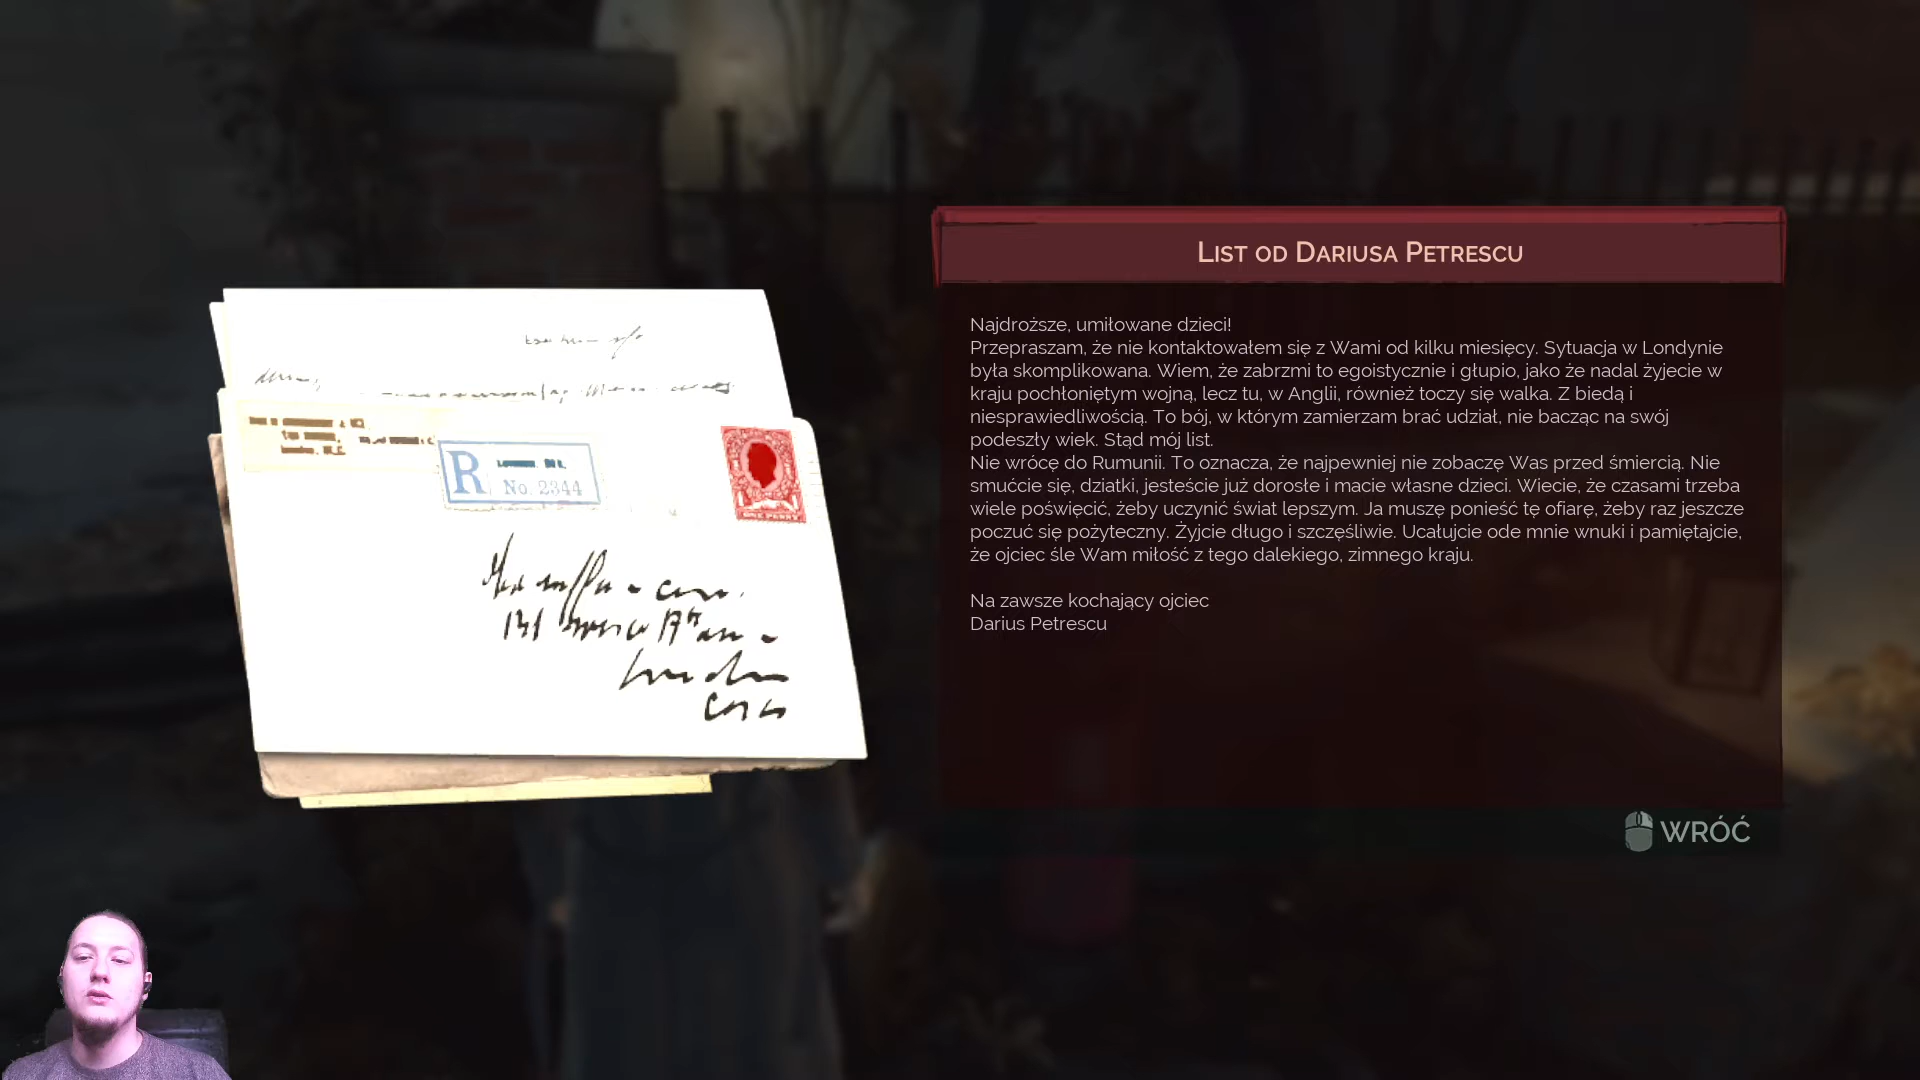 List od Dariusa Petrescu
Najdroższe, umiłowane dzieci!
Przepraszam, że nie kontaktowałem się z Wami od kilku miesięcy. Sytuacja w Londynie
była skomplikowana. Wiem, że zabrzmi to egoistycznie i głupio, jako że nadal żyjecie w
kraju pochłoniętym wojną, lecz tu, w Anglii, również toczy się walka. Z biedą i
niesprawiedliwością. To bój, w którym zamierzam brać udział, nie bacząc na swój
podeszły wiek. Stąd mój list.
Nie wrócę do Rumunii. To oznacza, że najpewniej nie zobaczę Was przed śmiercią. Nie
smućcie się, dziatki, jesteście już dorosłe i macie własne dzieci. Wiecie, że czasami trzeba
wiele poświęcić, żeby uczynić świat lepszym. Ja muszę ponieść tę ofiarę, żeby raz jeszcze
poczuć się pożyteczny. Żyjcie długo i szczęśliwie. Ucałujcie ode mnie wnuki i pamiętajcie,
że ojciec śle Wam miłość z tego dalekiego, zimnego kraju.
Na zawsze kochający ojciec
Darius Petrescu
WRÓĆ
R
No. 2344
ONE PENNY